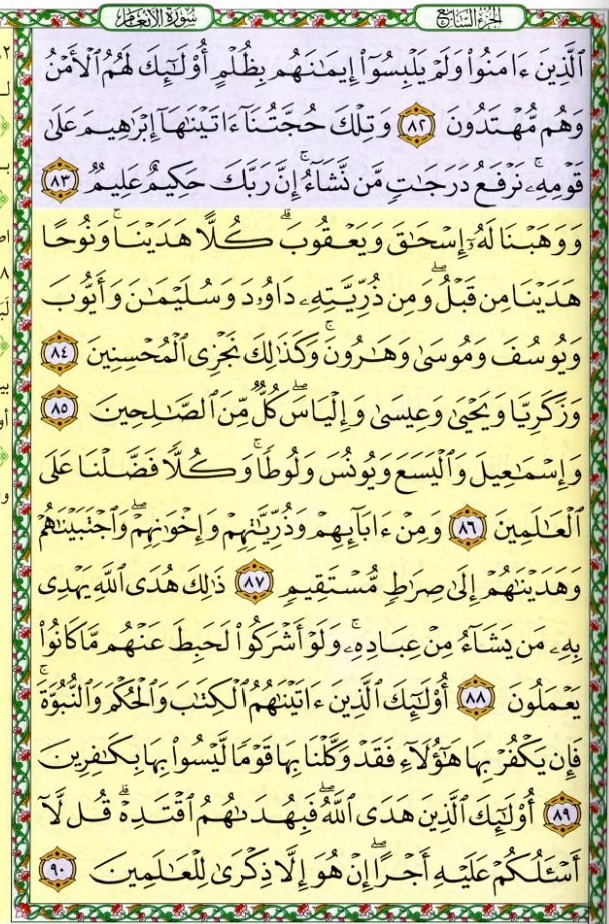 سورة الأنعام
الجزء السابع
ٱلَّذِينَ ءَامَنُوا۟ وَلَمْ يَلْبِسُوٓا۟ إِيمَـٰنَهُم بِظُلْمٍ أُو۟لَـٰٓئِكَ لَهُمُ ٱلْأَمْنُ
وَهُم مُّهْتَدُونَ ٨٢ وَتِلْكَ حُجَّتُنَآ ءَاتَيْنَـٰهَآ إِبْرَٰهِيمَ عَلَىٰ
قَوْمِهِۦ ۚ نَرْفَعُ دَرَجَـٰتٍ مَّن نَّشَآءُ ۗ إِنَّ رَبَّكَ حَكِيمٌ عَلِيمٌ ٨٣
وَوَهَبْنَا لَهُۥٓ إِسْحَـٰقَ وَيَعْقُوبَ ۚ كُلًّا هَدَيْنَا ۚ وَنُوحًا
هَدَيْنَا مِن قَبْلُ ۖ وَمِن ذُرِّيَّتِهِۦ دَاوُۥدَ وَسُلَيْمَـٰنَ وَأَيُّوبَ
وَيُوسُفَ وَمُوسَىٰ وَهَـٰرُونَ ۚ وَكَذَٰلِكَ نَجْزِى ٱلْمُحْسِنِينَ ٨٤
وَزَكَرِيَّا وَيَحْيَىٰ وَعِيسَىٰ وَإِلْيَاسَ ۖ كُلٌّ مِّنَ ٱلصَّـٰلِحِينَ ٨٥
وَإِسْمَـٰعِيلَ وَٱلْيَسَعَ وَيُونُسَ وَلُوطًا ۚ وَكُلًّا فَضَّلْنَا عَلَى
ٱلْعَـٰلَمِينَ ٨٦ وَمِنْ ءَابَآئِهِمْ وَذُرِّيَّـٰتِهِمْ وَإِخْوَٰنِهِمْ ۖ وَٱجْتَبَيْنَـٰهُمْ
وَهَدَيْنَـٰهُمْ إِلَىٰ صِرَٰطٍ مُّسْتَقِيمٍ ٨٧ ذَٰلِكَ هُدَى ٱللَّهِ يَهْدِى
بِهِۦ مَن يَشَآءُ مِنْ عِبَادِهِۦ ۚ وَلَوْ أَشْرَكُوا۟ لَحَبِطَ عَنْهُم مَّا كَانُوا۟
يَعْمَلُونَ ٨٨ أُو۟لَـٰٓئِكَ ٱلَّذِينَ ءَاتَيْنَـٰهُمُ ٱلْكِتَـٰبَ وَٱلْحُكْمَ وَٱلنُّبُوَّةَ ۚ
فَإِن يَكْفُرْ بِهَا هَـٰٓؤُلَآءِ فَقَدْ وَكَّلْنَا بِهَا قَوْمًا لَّيْسُوا۟ بِهَا بِكَـٰفِرِينَ
٨٩ أُو۟لَـٰٓئِكَ ٱلَّذِينَ هَدَى ٱللَّهُ ۖ فَبِهُدَىٰهُمُ ٱقْتَدِهْ ۗ قُل لَّآ
أَسْـَٔلُكُمْ عَلَيْهِ أَجْرًا ۖ إِنْ هُوَ إِلَّا ذِكْرَىٰ لِلْعَـٰلَمِينَ ٩٠